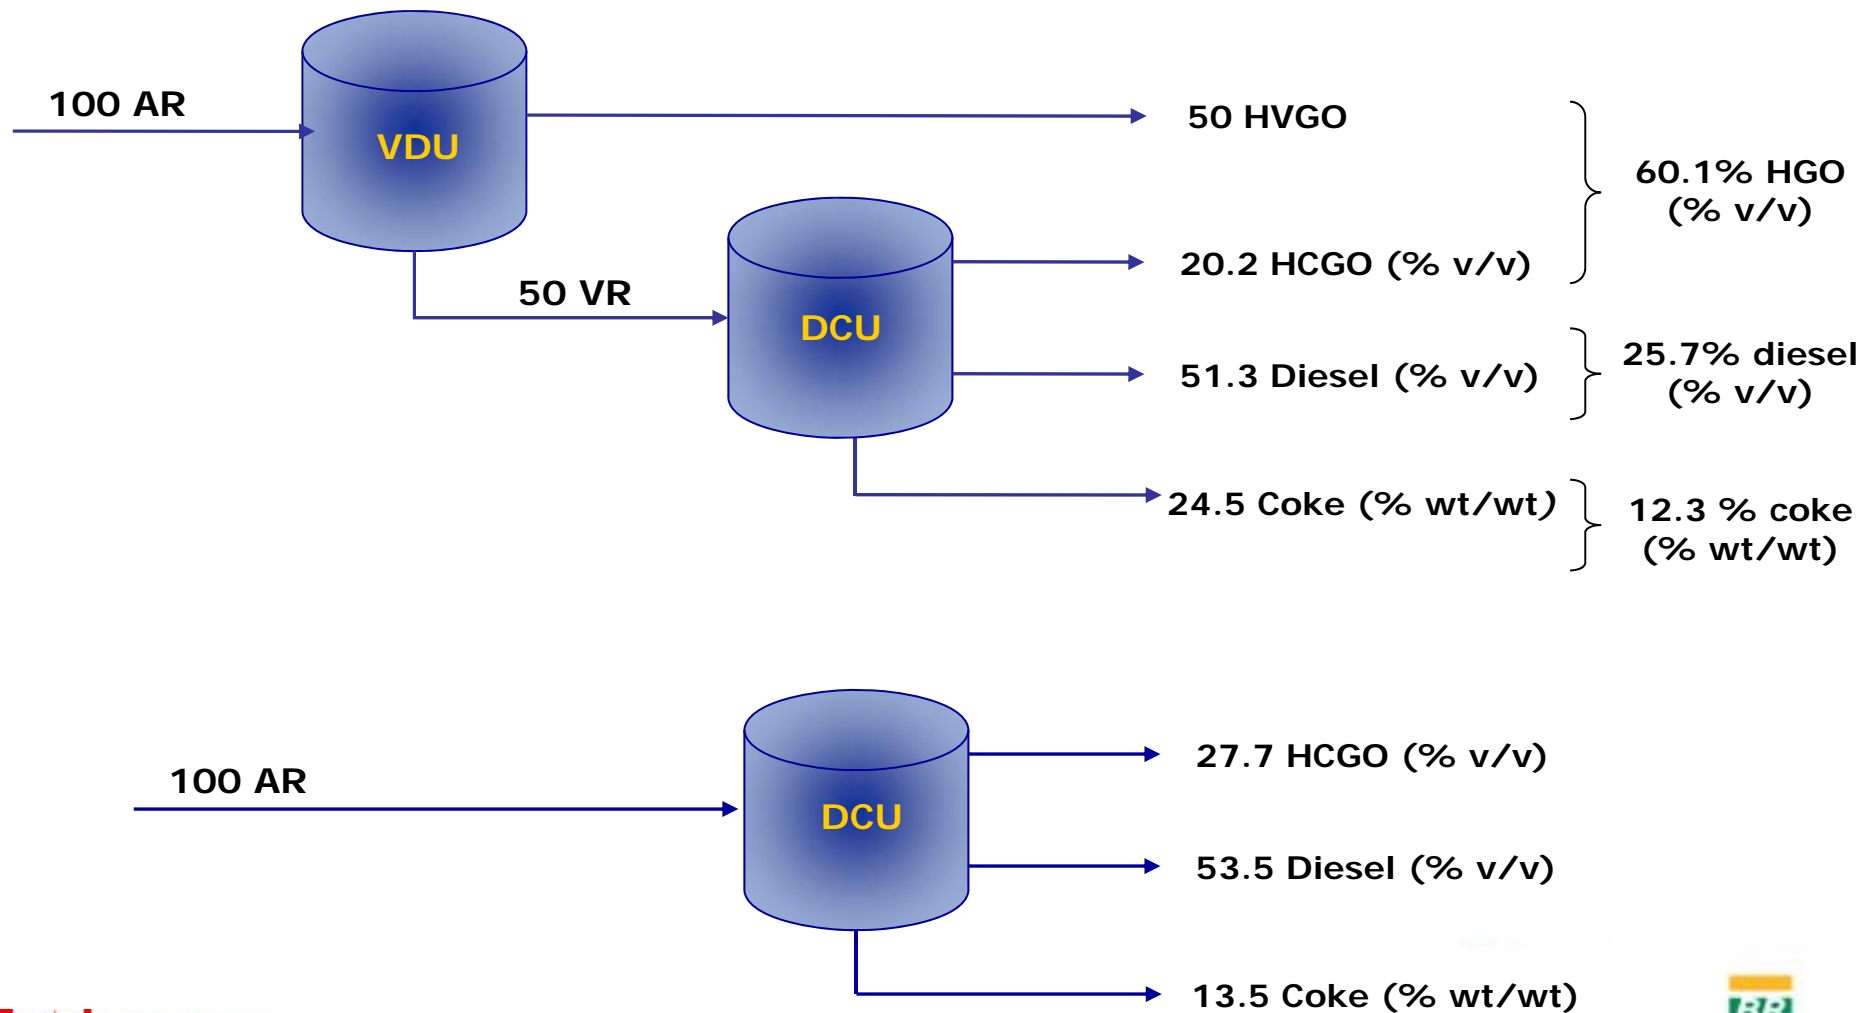 100 AR
VDU
50 HVGO
60.1% HGO
(% v/v)
20.2 HCGO (% v/v)
50 VR
DCU
51.3 Diesel (% v/v)
25.7% diesel
(% v/v)
24.5 Coke (% wt/wt)
12.3 % coke
(% wt/wt)
100 AR
DCU
27.7 HCGO (% v/v)
53.5 Diesel (% v/v)
13.5 Coke (% wt/wt)
BR